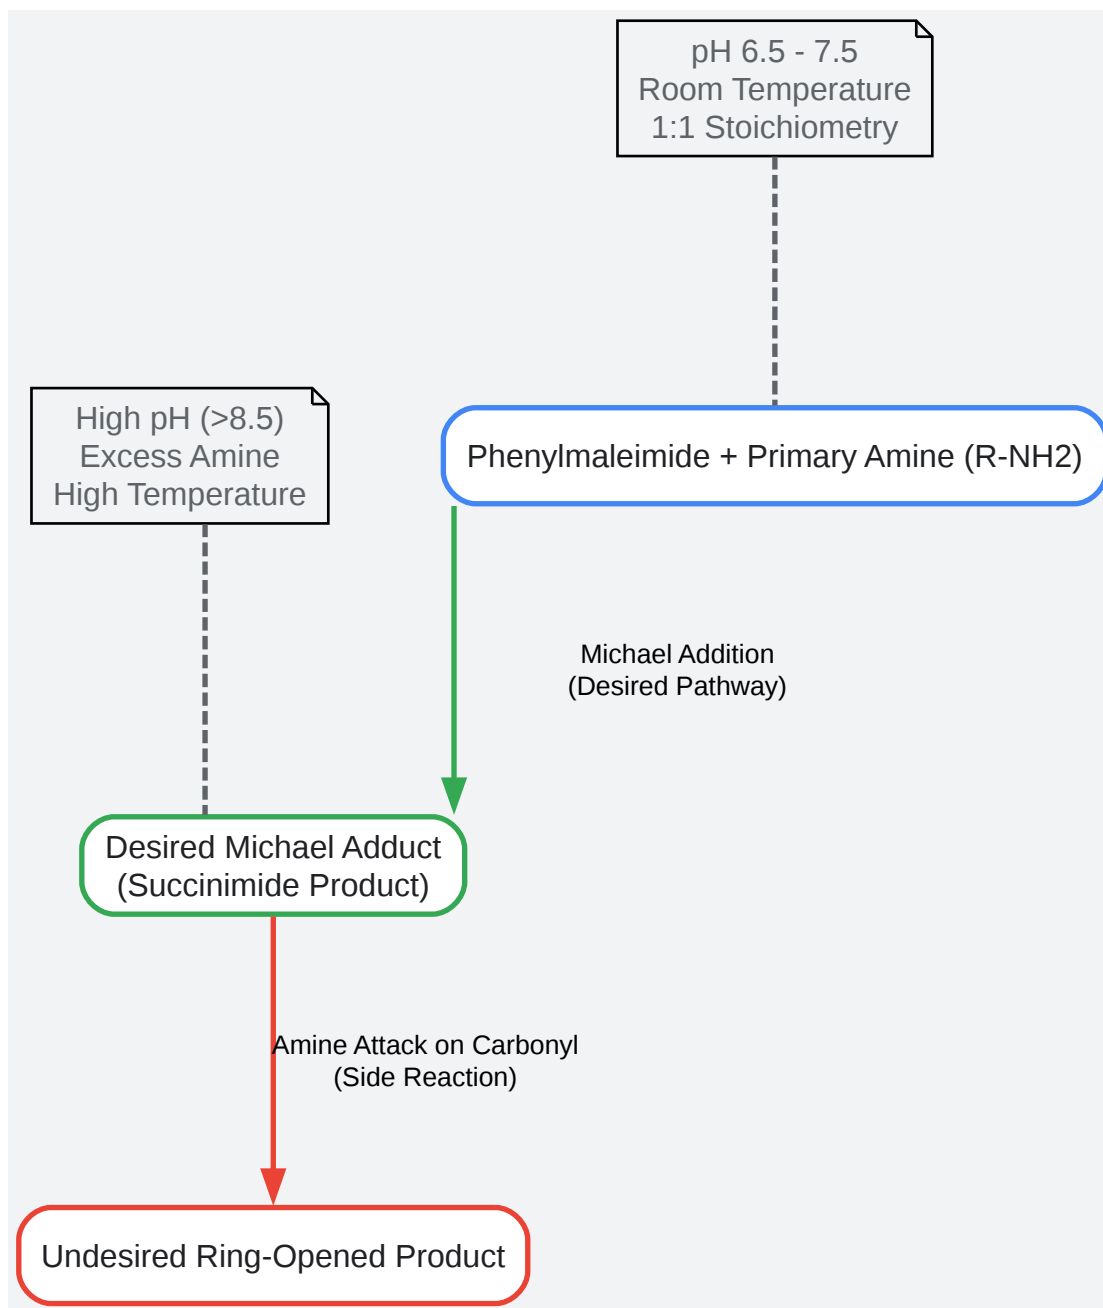 pH 6.5 - 7.5
Room Temperature
1:1 Stoichiometry
High pH (>8.5)
Excess Amine
High Temperature
Phenylmaleimide + Primary Amine (R-NH2)
Michael Addition
(Desired Pathway)
Desired Michael Adduct
(Succinimide Product)
Amine Attack on Carbonyl
(Side Reaction)
Undesired Ring-Opened Product